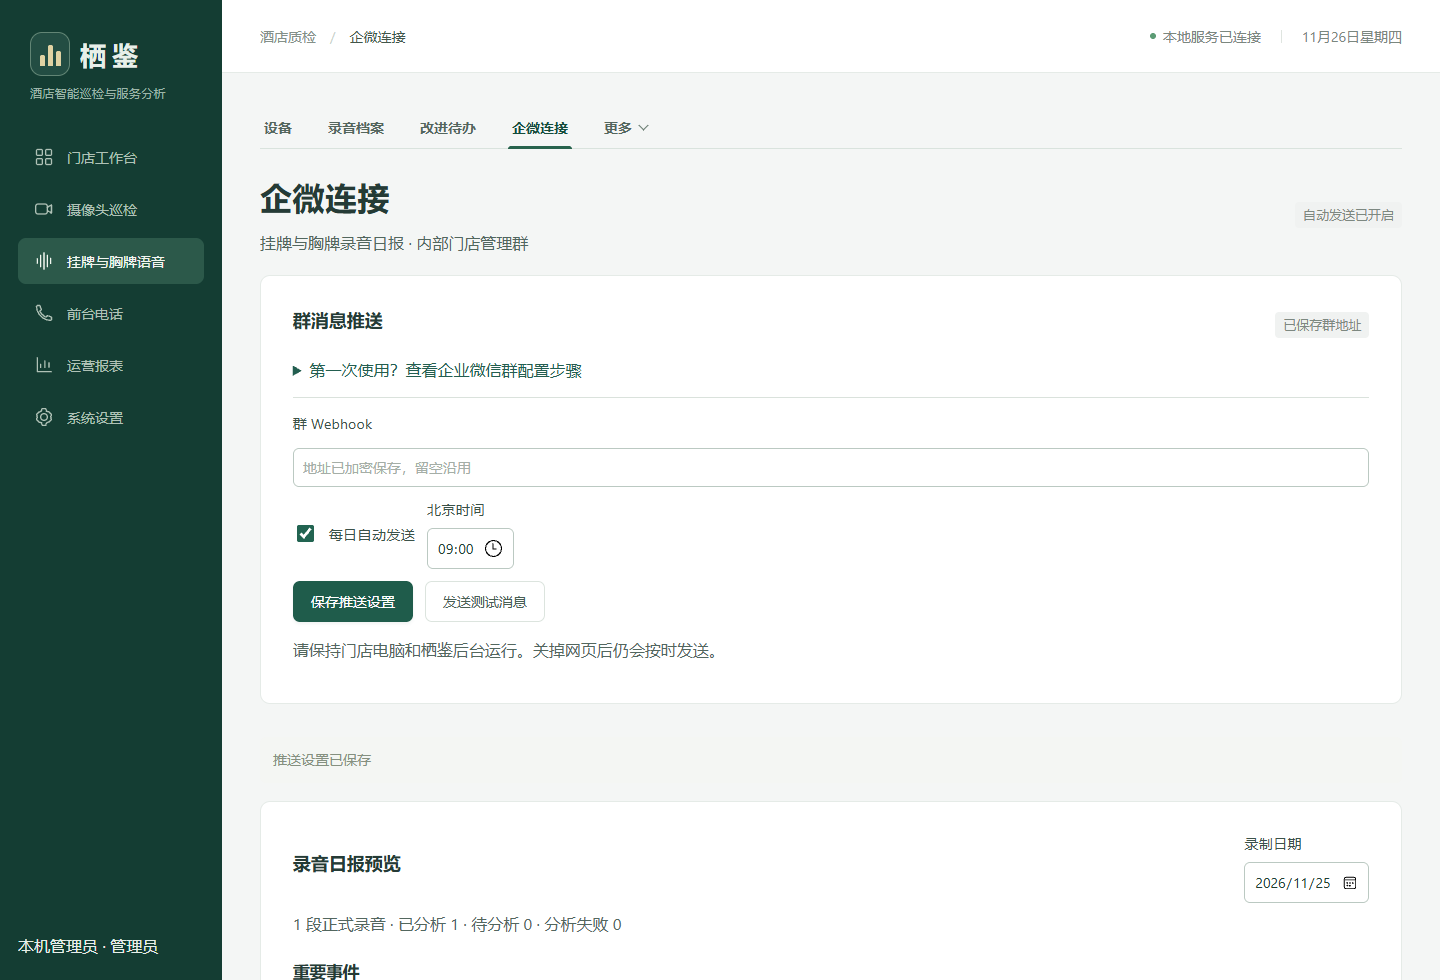 栖鉴
酒店智能巡检与服务分析
门店工作台
摄像头巡检
挂牌与胸牌语音
前台电话
运营报表
系统设置
本机管理员 · 管理员
酒店质检 / 企微连接
本地服务已连接
11月26日星期四
设备 录音档案 改进待办 企微连接 更多
企微连接
挂牌与胸牌录音日报 · 内部门店管理群
自动发送已开启
群消息推送
已保存群地址
第一次使用？查看企业微信群配置步骤
群 Webhook
地址已加密保存，留空沿用
每日自动发送
北京时间
09:00
保存推送设置 发送测试消息
请保持门店电脑和栖鉴后台运行。关掉网页后仍会按时发送。
推送设置已保存
录音日报预览
录制日期
2026/11/25
1 段正式录音 · 已分析 1 · 待分析 0 · 分析失败 0
重要事件